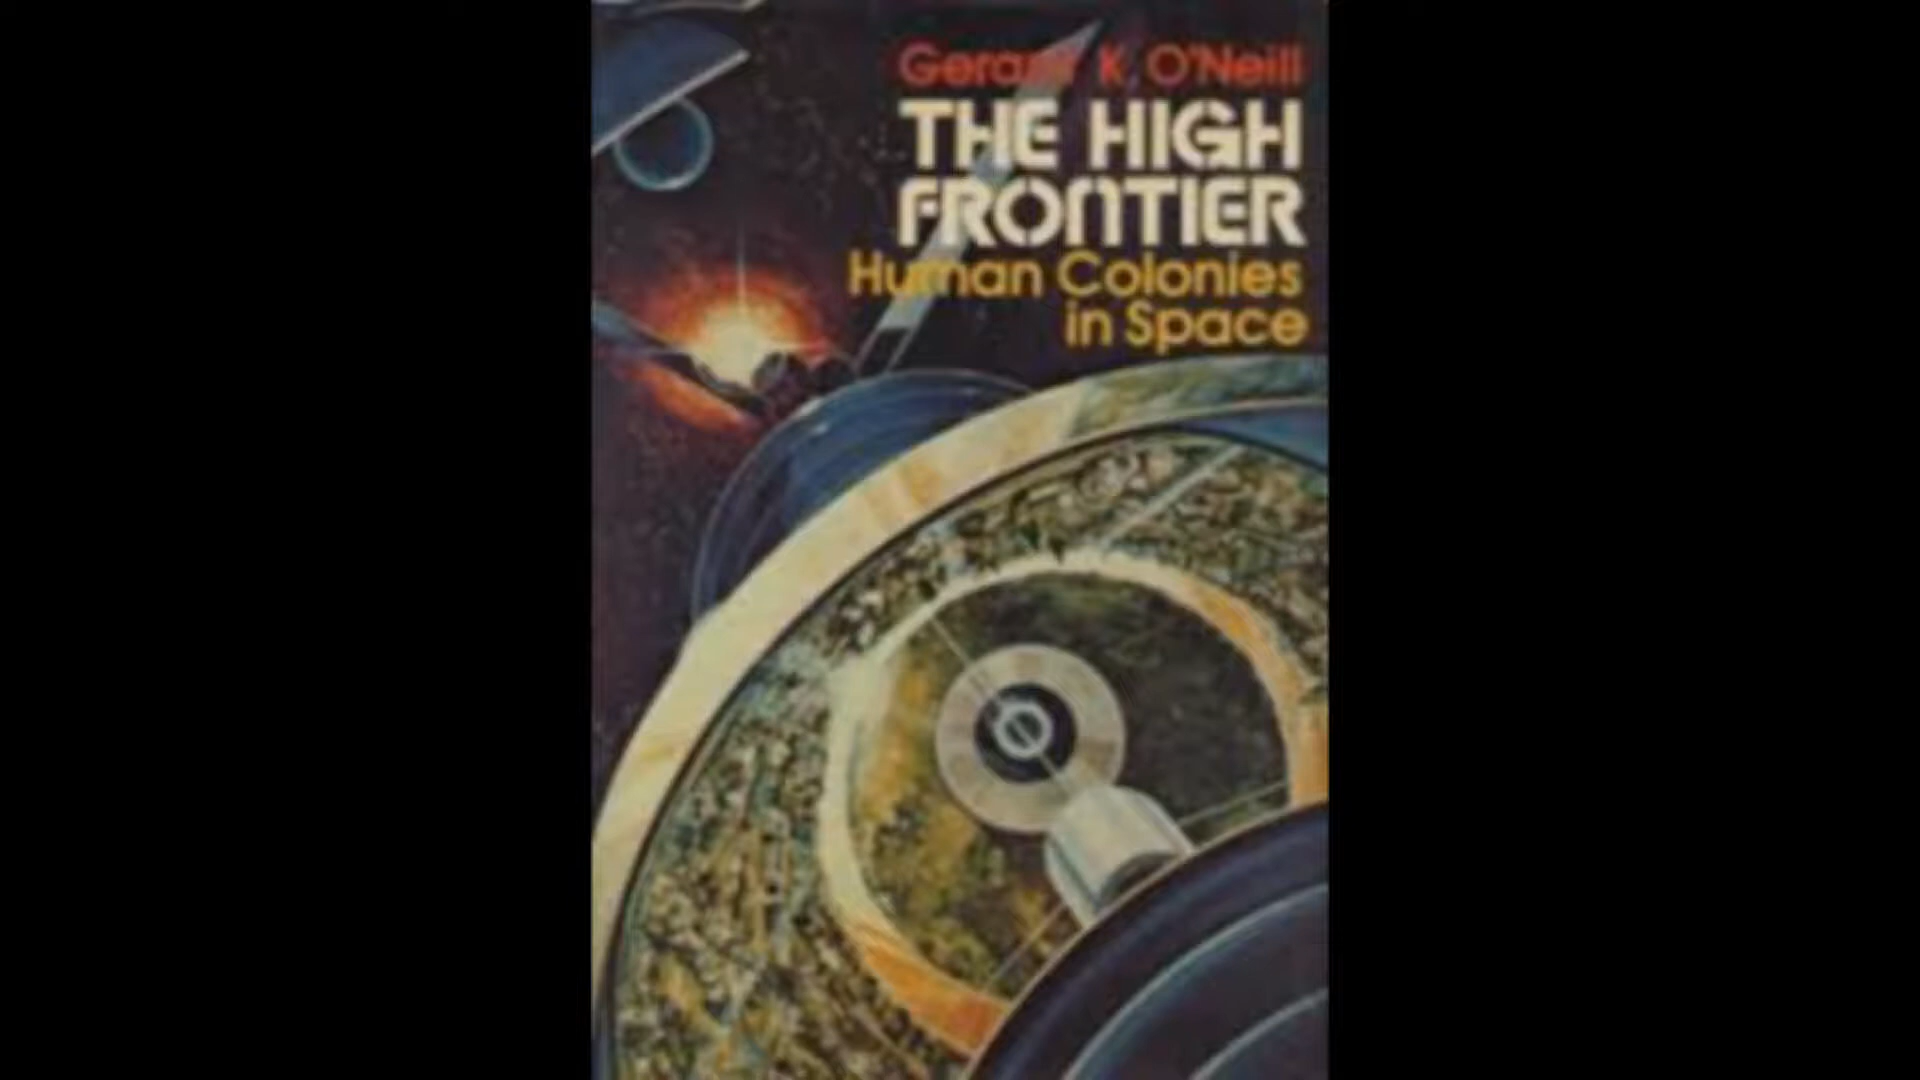 Gerard K. O'Neill
THE HIGH
FRONTIER
Human Colonies
in Space